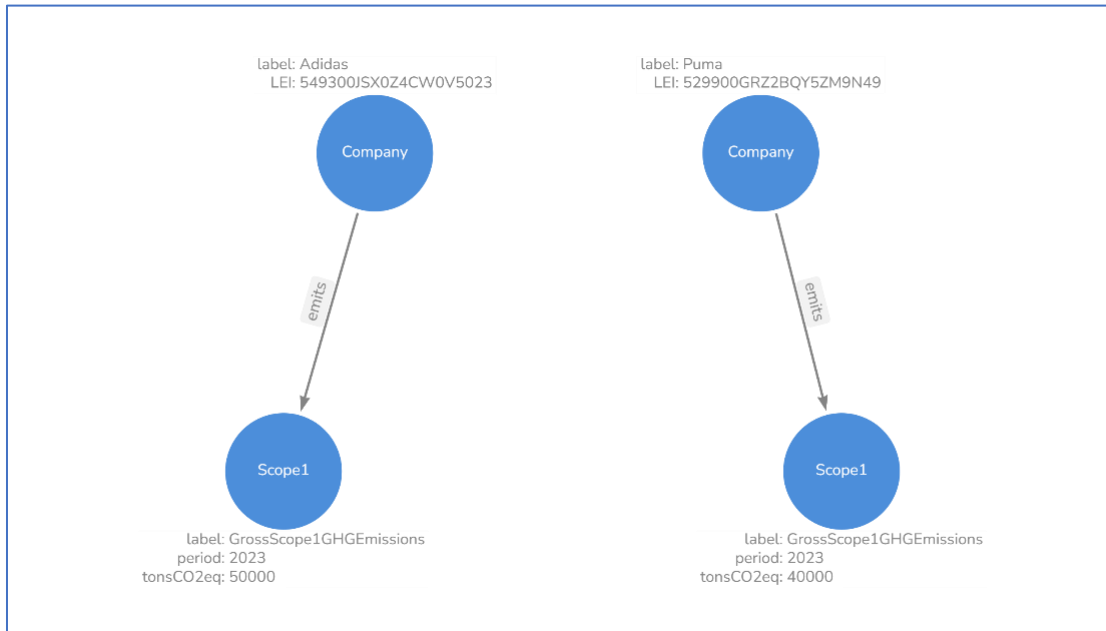 label: Adidas
LEI: 549300JSX0Z4CW0V5023
Company
emits
Scope1
label: GrossScope1GHGEmissions
period: 2023
tonsCO2eq: 50000
label: Puma
LEI: 529900GRZ2BQY5ZM9N49
Company
emits
Scope1
label: GrossScope1GHGEmissions
period: 2023
tonsCO2eq: 40000